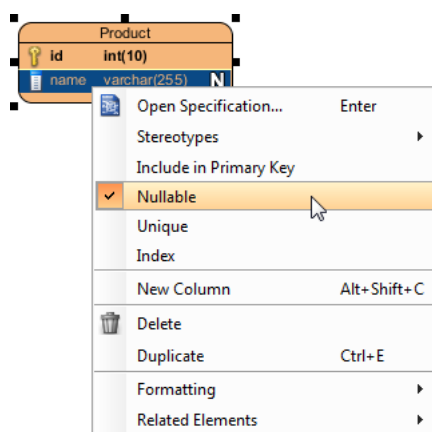 Product
id int(10)
name varchar(255) N
Open Specification... Enter
Stereotypes
Include in Primary Key
Nullable
Unique
Index
New Column Alt+Shift+C
Delete
Duplicate Ctrl+E
Formatting
Related Elements